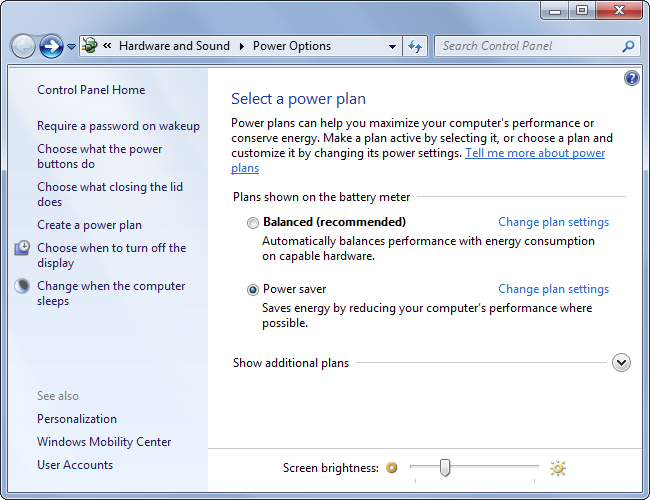 « Hardware and Sound ▸ Power Options
Search Control Panel
Control Panel Home
Require a password on wakeup
Choose what the power
buttons do
Choose what closing the lid
does
Create a power plan
Choose when to turn off the
display
Change when the computer
sleeps
See also
Personalization
Windows Mobility Center
User Accounts
Select a power plan
Power plans can help you maximize your computer's performance or
conserve energy. Make a plan active by selecting it, or choose a plan and
customize it by changing its power settings. Tell me more about power
plans
Plans shown on the battery meter
Balanced (recommended) Change plan settings
Automatically balances performance with energy consumption
on capable hardware.
Power saver Change plan settings
Saves energy by reducing your computer's performance where
possible.
Show additional plans
Screen brightness: